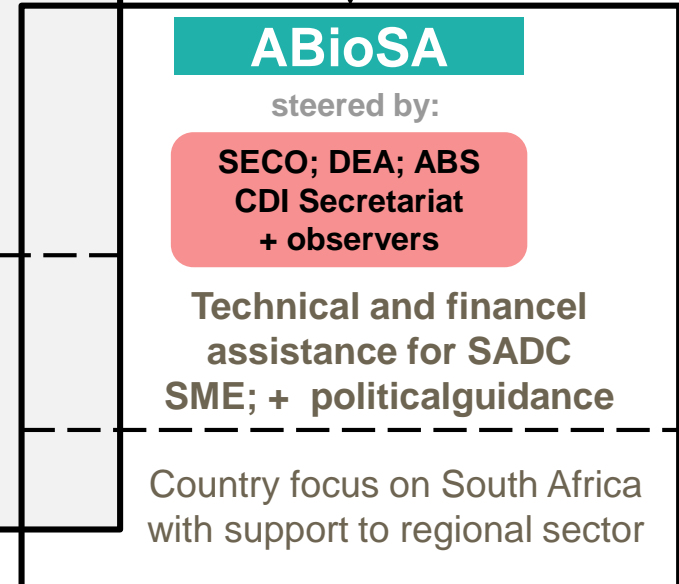 ABioSA
steered by:
SECO; DEA; ABS
CDI Secretariat
+ observers
Technical and financel
assistance for SADC
SME; + politicalguidance
Country focus on South Africa
with support to regional sector